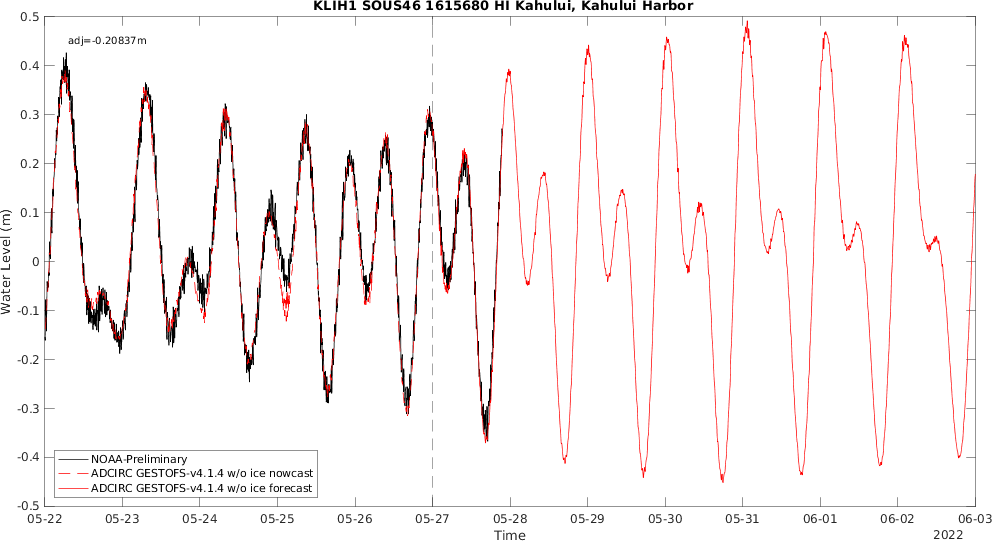 KLIH1 SOUS46 1615680 HI Kahului, Kahului Harbor
adj=-0.20837m
0.5
0.4
0.3
0.2
0.1
0
-0.1
-0.2
-0.3
-0.4
-0.5
Water Level (m)
NOAA-Preliminary
ADCIRC GESTOFS-v4.1.4 w/o ice nowcast
ADCIRC GESTOFS-v4.1.4 w/o ice forecast
05-22 05-23 05-24 05-25 05-26 05-27 05-28 05-29 05-30 05-31 06-01 06-02 06-03
Time
2022